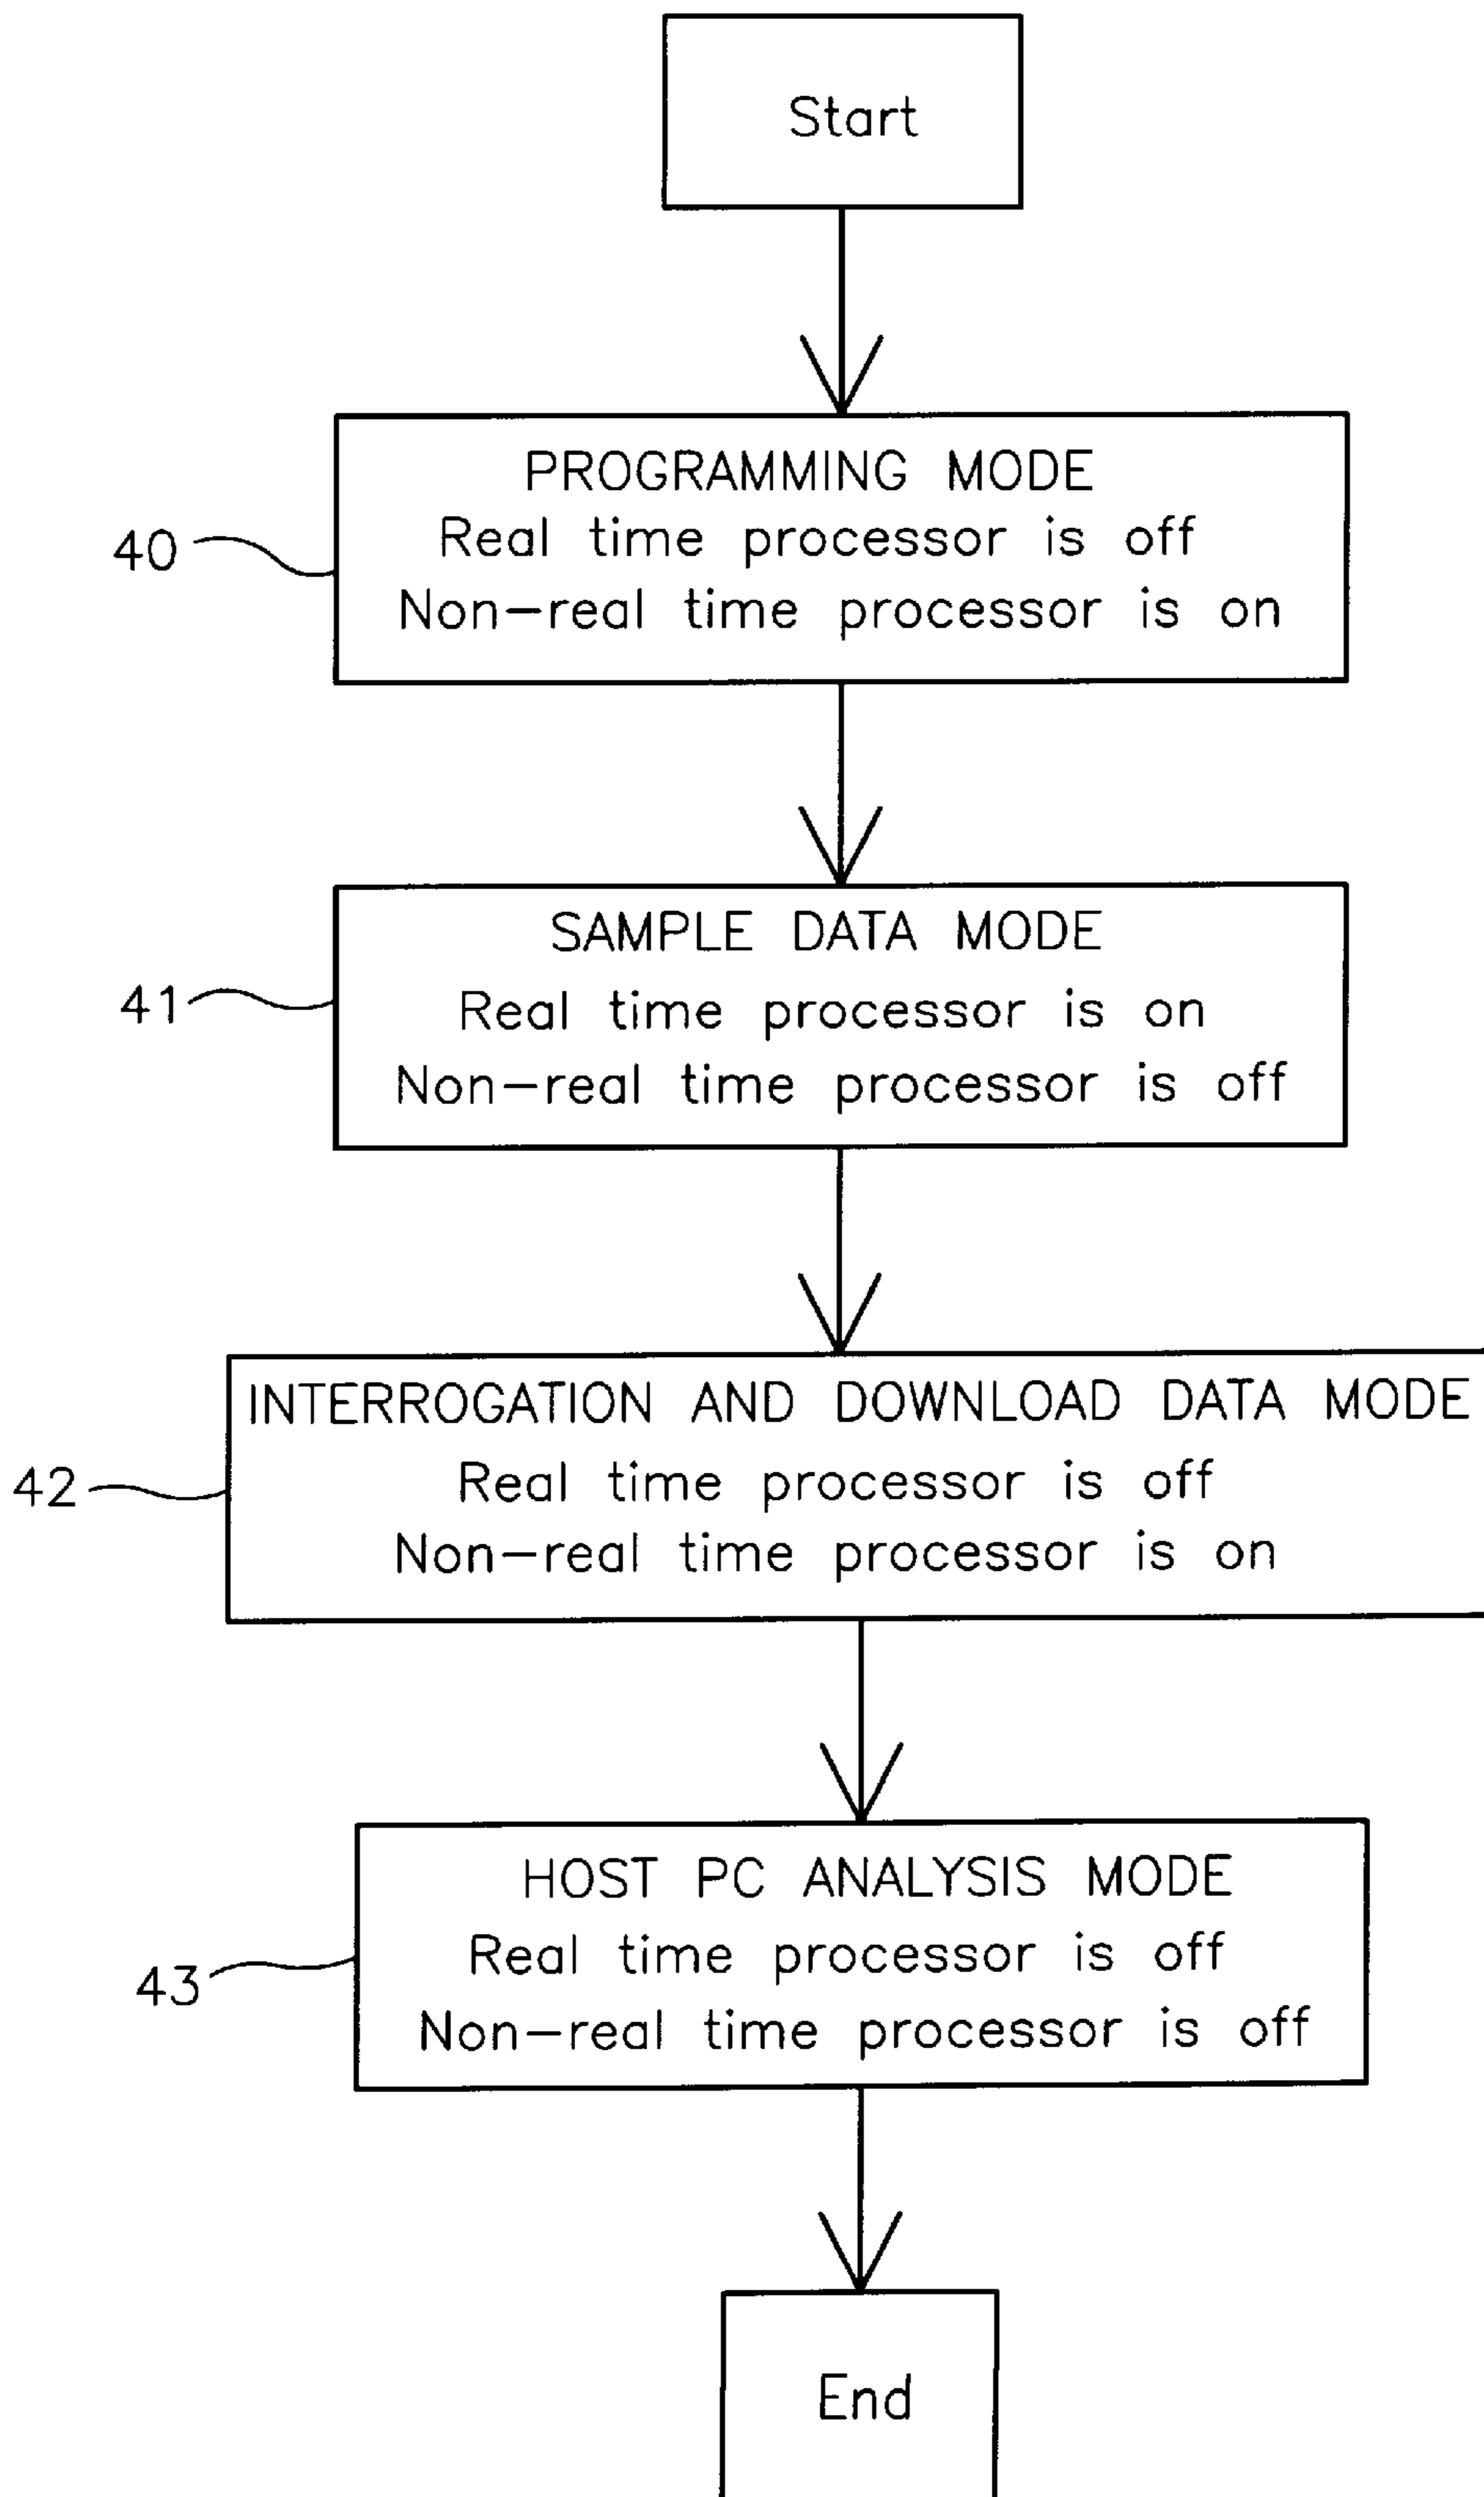 Start
PROGRAMMING MODE
Real time processor is off
40
Non-real time processor is on
SAMPLE DATA MODE
41
Real time processor is on
Non-real time processor is off
INTERROGATION AND DOWNLOAD DATA MODE
Real time processor is off
42
Non-real time processor is on
HOST PC ANALYSIS MODE
Real time processor is off
43
Non-real time processor is off
End